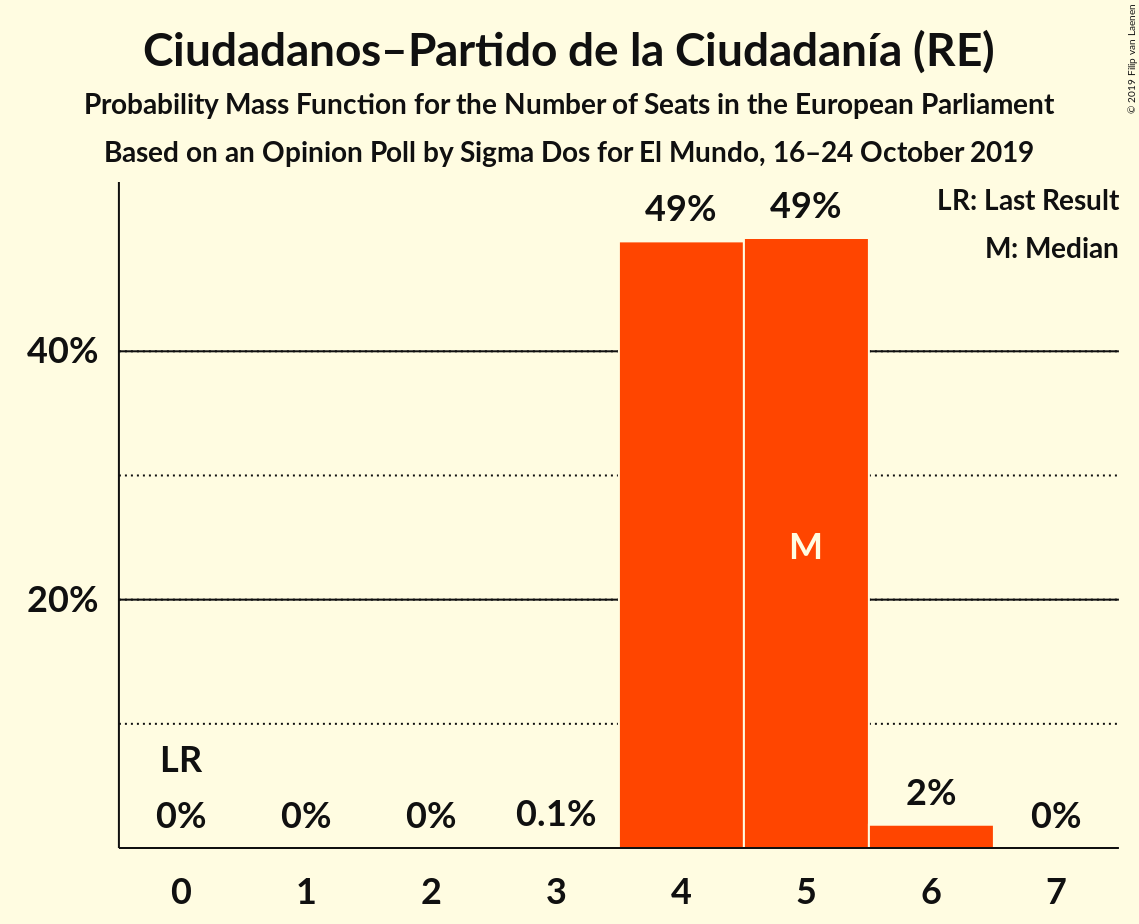 Ciudadanos–Partido de la Ciudadanía (RE)
Probability Mass Function for the Number of Seats in the European Parliament
Based on an Opinion Poll by Sigma Dos for El Mundo, 16–24 October 2019
© 2019 Filip van Laenen
LR: Last Result
M: Median
49% 49%
40%
M
20%
LR
0% 0% 0% 0.1% 2% 0%
0 1 2 3 4 5 6 7